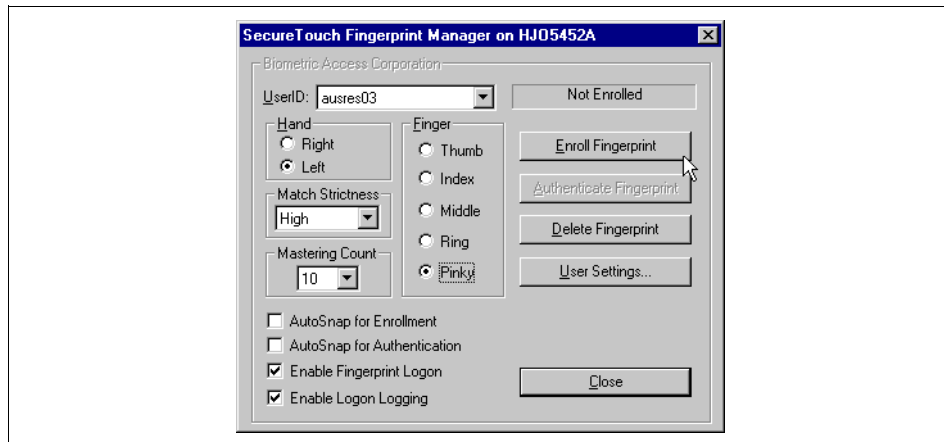 SecureTouch Fingerprint Manager on HJO5452A
Biometric Access Corporation
UserID: ausres03
Not Enrolled
Hand
Right
Left
Match Strictness
High
Mastering Count
10
Finger
Thumb
Index
Middle
Ring
Pinky
Enroll Fingerprint
Authenticate Fingerprint
Delete Fingerprint
User Settings...
AutoSnap for Enrollment
AutoSnap for Authentication
Enable Fingerprint Logon
Enable Logon Logging
Close